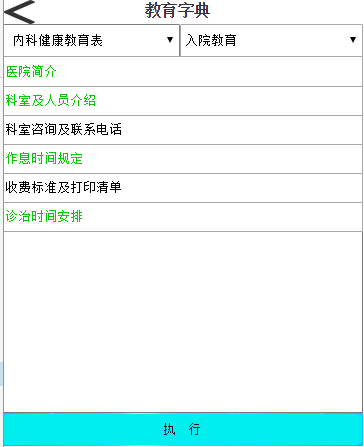 教育字典
内科健康教育表 入院教育
医院简介
科室及人员介绍
科室咨询及联系电话
作息时间规定
收费标准及打印清单
诊治时间安排
执 行